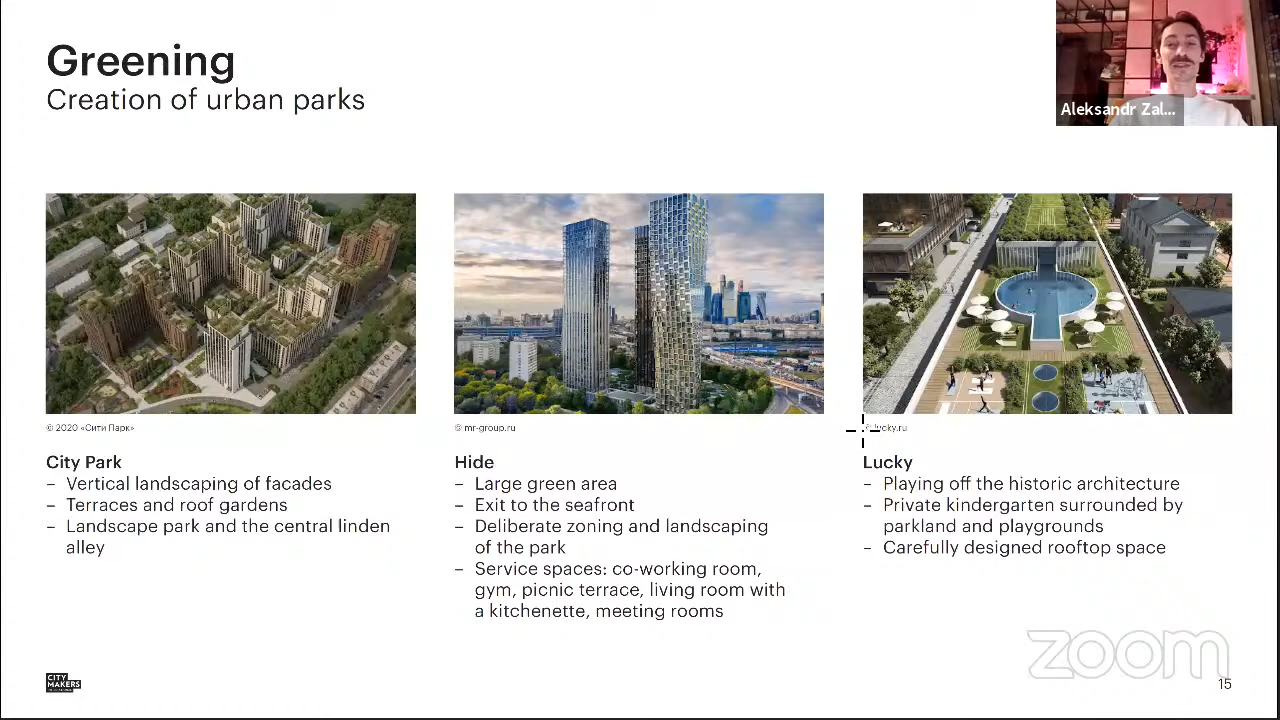 Greening
Creation of urban parks
Aleksandr Zal...
© 2020 «Сити Парк»
© mr-group.ru
City Park
– Vertical landscaping of facades
– Terraces and roof gardens
– Landscape park and the central linden
alley
Hide
– Large green area
– Exit to the seafront
– Deliberate zoning and landscaping
of the park
– Service spaces: co-working room,
gym, picnic terrace, living room with
a kitchenette, meeting rooms
Lucky
– Playing off the historic architecture
– Private kindergarten surrounded by
parkland and playgrounds
– Carefully designed rooftop space
CITY
MAKERS
zoom
15